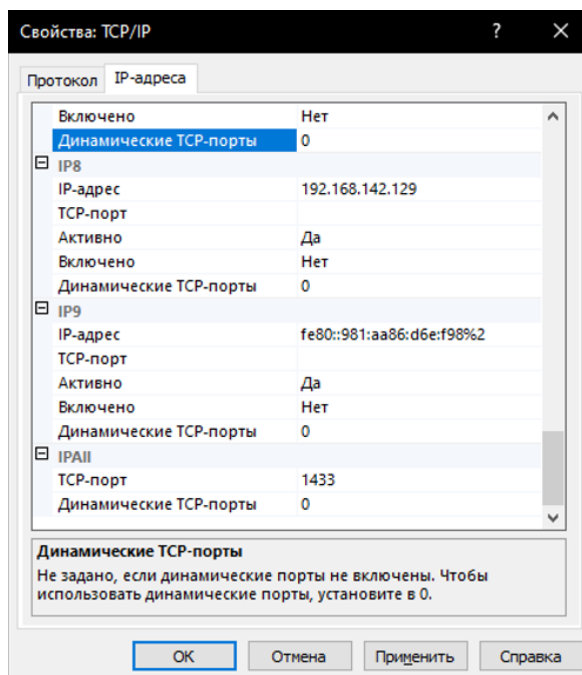 Свойства: TCP/IP ?
Протокол IP-адреса
Включено Нет
Динамические TCP-порты 0
IP8
IP-адрес 192.168.142.129
TCP-порт
Активно Да
Включено Нет
Динамические TCP-порты 0
IP9
IP-адрес fe80::981:aa86:d6e:f98%2
TCP-порт
Активно Да
Включено Нет
Динамические TCP-порты 0
IPAll
TCP-порт 1433
Динамические TCP-порты 0
Динамические TCP-порты
Не задано, если динамические порты не включены. Чтобы
использовать динамические порты, установите в 0.
ОК Отмена Применить Справка